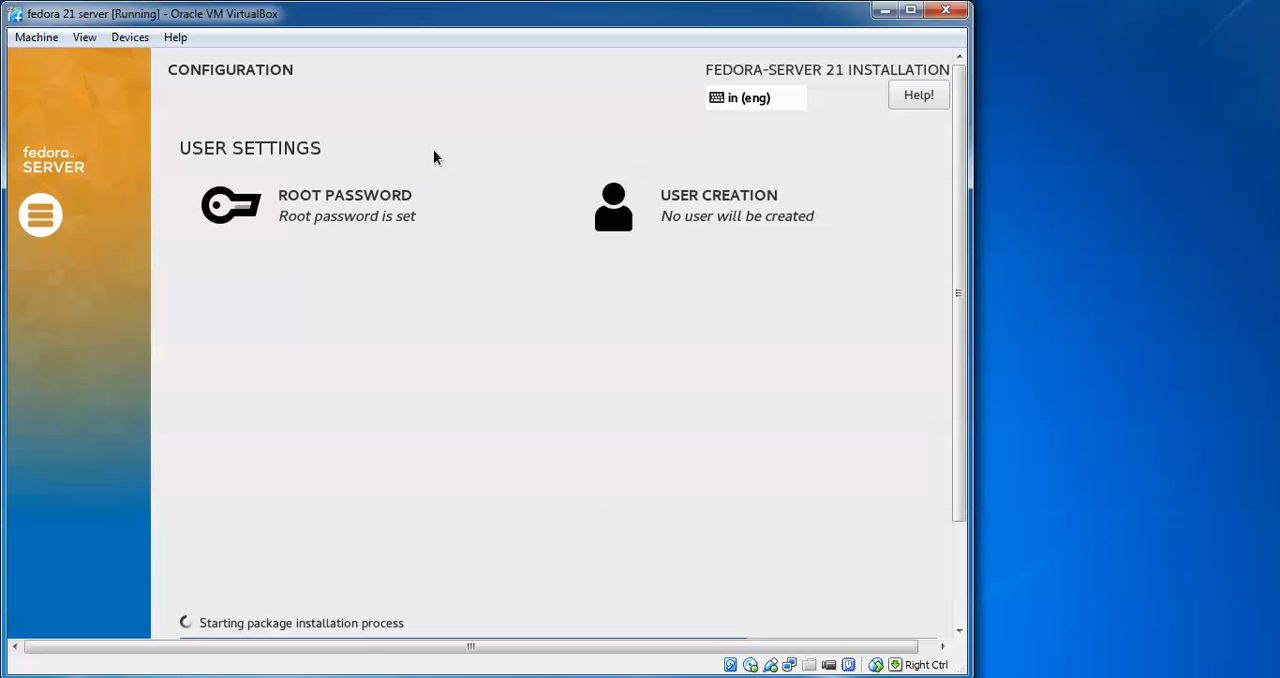 fedora 21 server [Running] - Oracle VM VirtualBox
Machine View Devices Help
CONFIGURATION
FEDORA-SERVER 21 INSTALLATION
in (eng)
Help!
fedora
SERVER
USER SETTINGS
ROOT PASSWORD
Root password is set
USER CREATION
No user will be created
Starting package installation process
Right Ctrl